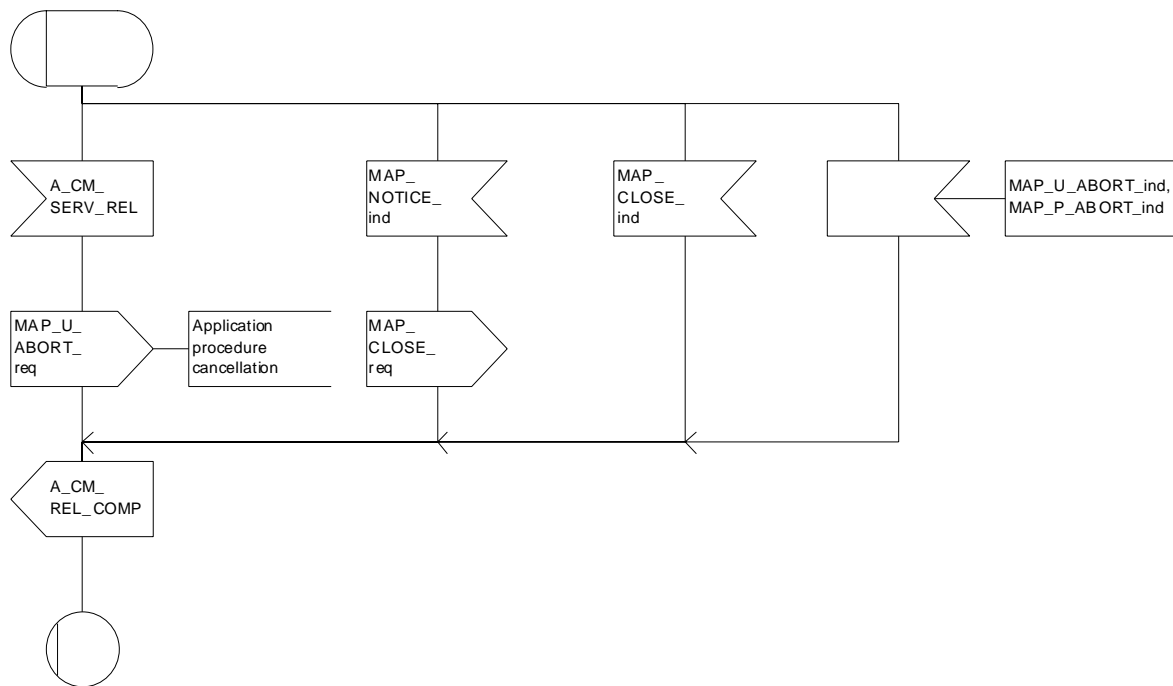 A_CM_
SERV_REL
MAP_
NOTICE_
ind
MAP_
CLOSE_
ind
MAP_U_ABORT_ind,
MAP_P_ABORT_ind
MAP_U_
ABORT_
req
Application
procedure
cancellation
MAP_
CLOSE_
req
A_CM_
REL_COMP